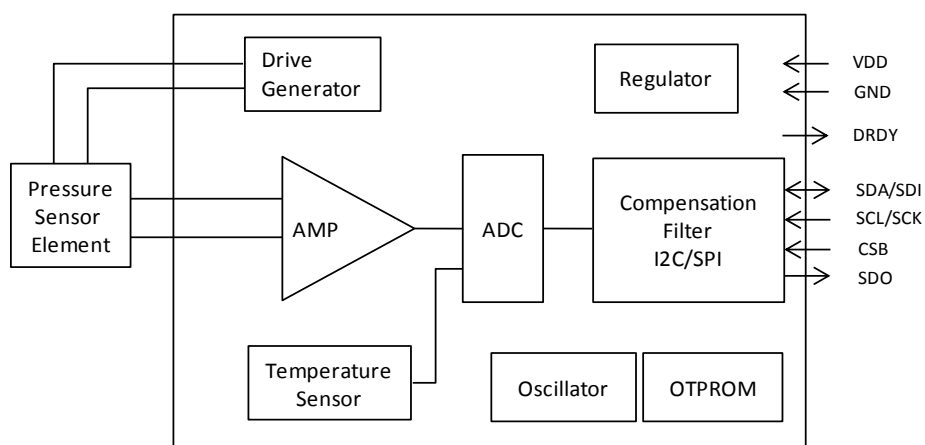 Drive
Generator
Regulator
VDD
GND
DRDY
Pressure
Sensor
Element
AMP
ADC
Compensation
Filter
I2C/SPI
SDA/SDI
SCL/SCK
CSB
SDO
Temperature
Sensor
Oscillator
OTPROM